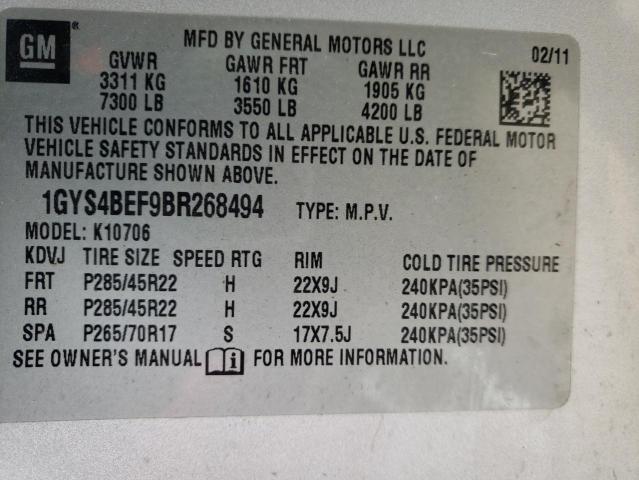 GM ®
MFD BY GENERAL MOTORS LLC 02/11
GVWR GAWR FRT GAWR RR
3311 KG 1610 KG 1905 KG
7300 LB 3550 LB 4200 LB
THIS VEHICLE CONFORMS TO ALL APPLICABLE U.S. FEDERAL MOTOR
VEHICLE SAFETY STANDARDS IN EFFECT ON THE DATE OF
MANUFACTURE SHOWN ABOVE.
1GYS4BEF9BR268494 TYPE: M.P.V.
MODEL: K10706
KDVJ TIRE SIZE SPEED RTG RIM COLD TIRE PRESSURE
FRT P285/45R22 H 22X9J 240KPA(35PSI)
RR P285/45R22 H 22X9J 240KPA(35PSI)
SPA P265/70R17 S 17X7.5J 240KPA(35PSI)
SEE OWNER'S MANUAL i FOR MORE INFORMATION.